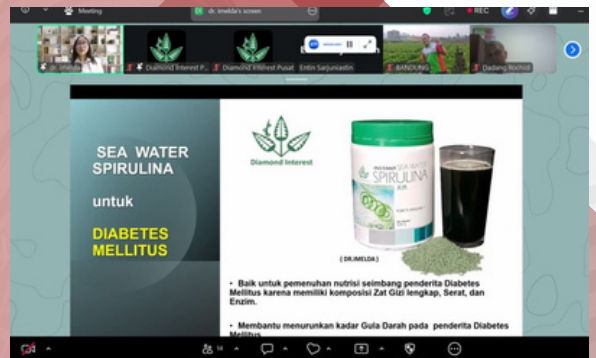 Meeting
dr. imelda's screen
REC
dr. imelda
Diamond Interest P...
Diamond Interest Pusat
Entin Sarjuniastin
BANDUNG
Dadang Rochidi
SEA WATER
SPIRULINA
untuk
DIABETES
MELLITUS
Diamond Interest
SEA WATER
SPIRULINA
( DR.IMELDA )
• Baik untuk pemenuhan nutrisi seimbang penderita Diabetes
Mellitus karena memiliki komposisi Zat Gizi lengkap, Serat, dan
Enzim.
• Membantu menurunkan kadar Gula Darah pada penderita Diabetes
Mellitus
14